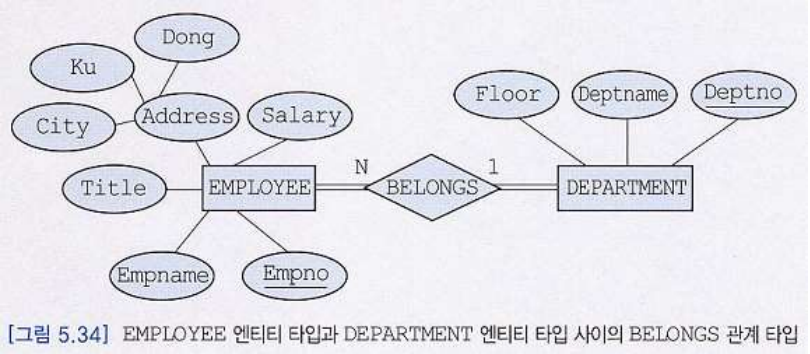 Dong
Ku
City
Address
Salary
Floor
Deptname
Deptno
Title
EMPLOYEE
N
BELONGS
1
DEPARTMENT
Empname
Empno
[그림 5.34] EMPLOYEE 엔티티 타입과 DEPARTMENT 엔티티 타입 사이의 BELONGS 관계 타입